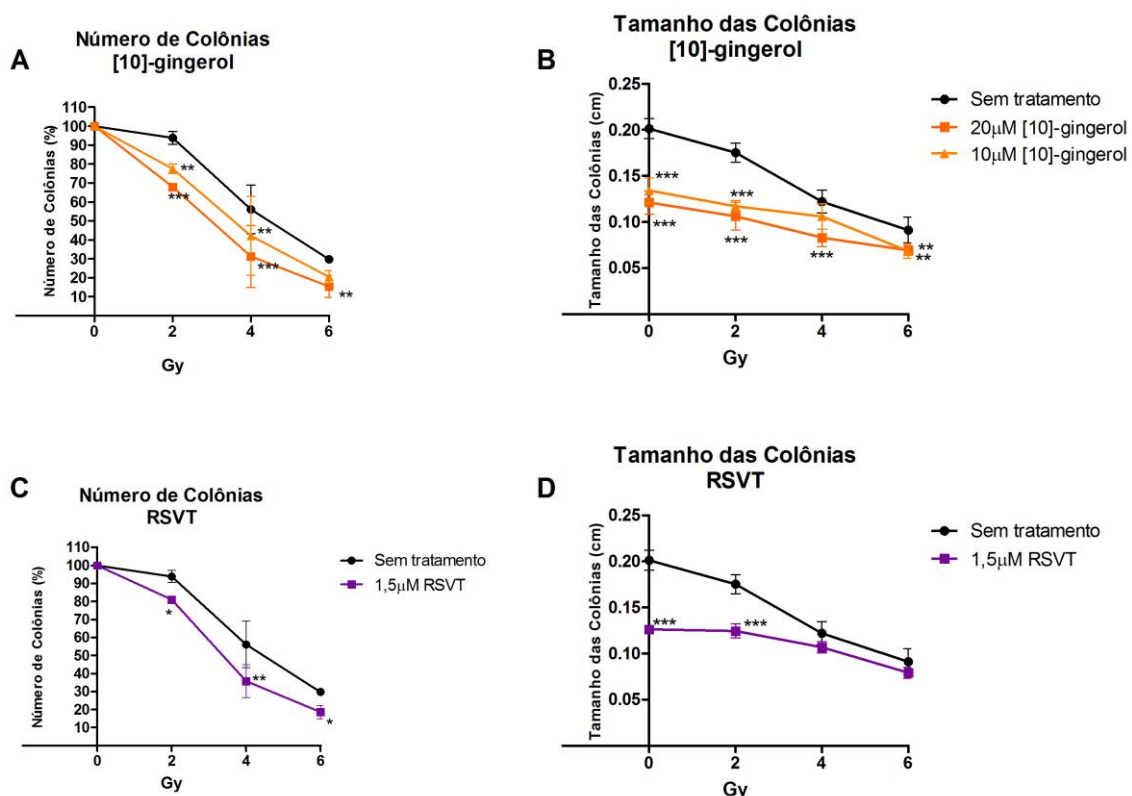 A
Número de Colônias
[10]-gingerol
Número de Colônias (%)
110
100
90
80
70
60
50
40
30
20
10
**
***
**
***
**
0
2
4
6
Gy
B
Tamanho das Colônias
[10]-gingerol
Tamanho das Colônias (cm)
0.25
0.20
0.15
0.10
0.05
***
***
***
***
***
**
**
0
2
4
6
Gy
Sem tratamento
20µM [10]-gingerol
10µM [10]-gingerol
C
Número de Colônias
RSVT
Número de Colônias (%)
110
100
90
80
70
60
50
40
30
20
10
*
**
*
0
2
4
6
Gy
Sem tratamento
1,5µM RSVT
D
Tamanho das Colônias
RSVT
Tamanho das Colônias (cm)
0.25
0.20
0.15
0.10
0.05
***
***
0
2
4
6
Gy
Sem tratamento
1,5µM RSVT